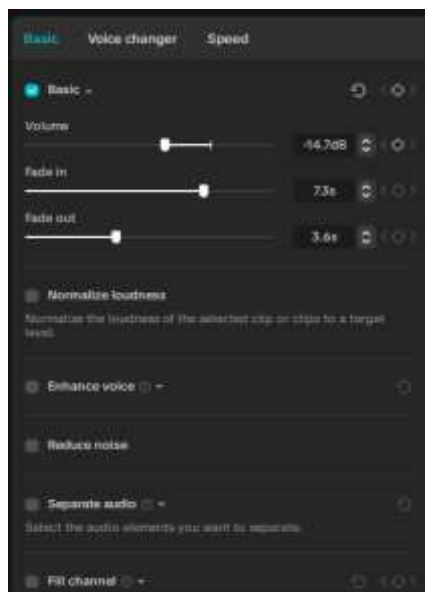 Basic Voice changer Speed
Basic
Volume
-14.7dB
Fade in
7.3s
Fade out
3.6s
Normalize loudness
Normalize the loudness of the selected clip or clips to a target
level.
Enhance voice
Reduce noise
Separate audio
Select the audio elements you want to separate.
Fill channel